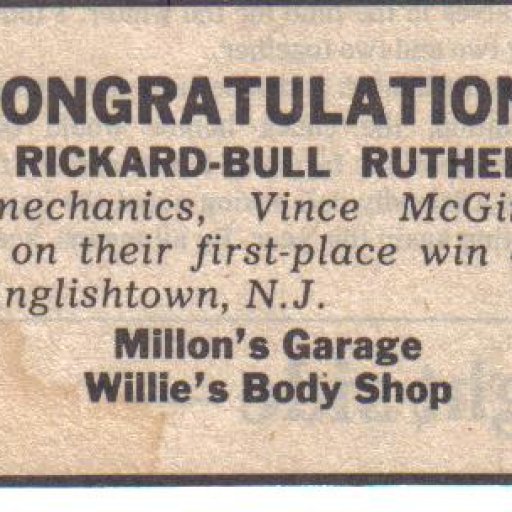 ONGRATULATION
RICKARD-BULL RUTHE
mechanics, Vince McGi
on their first-place win
nglishtown, N.J.
Millon's Garage
Willie's Body Shop